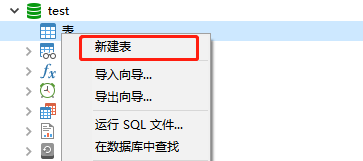 test
表
新建表
导入向导...
导出向导...
运行 SQL 文件...
在数据库中查找